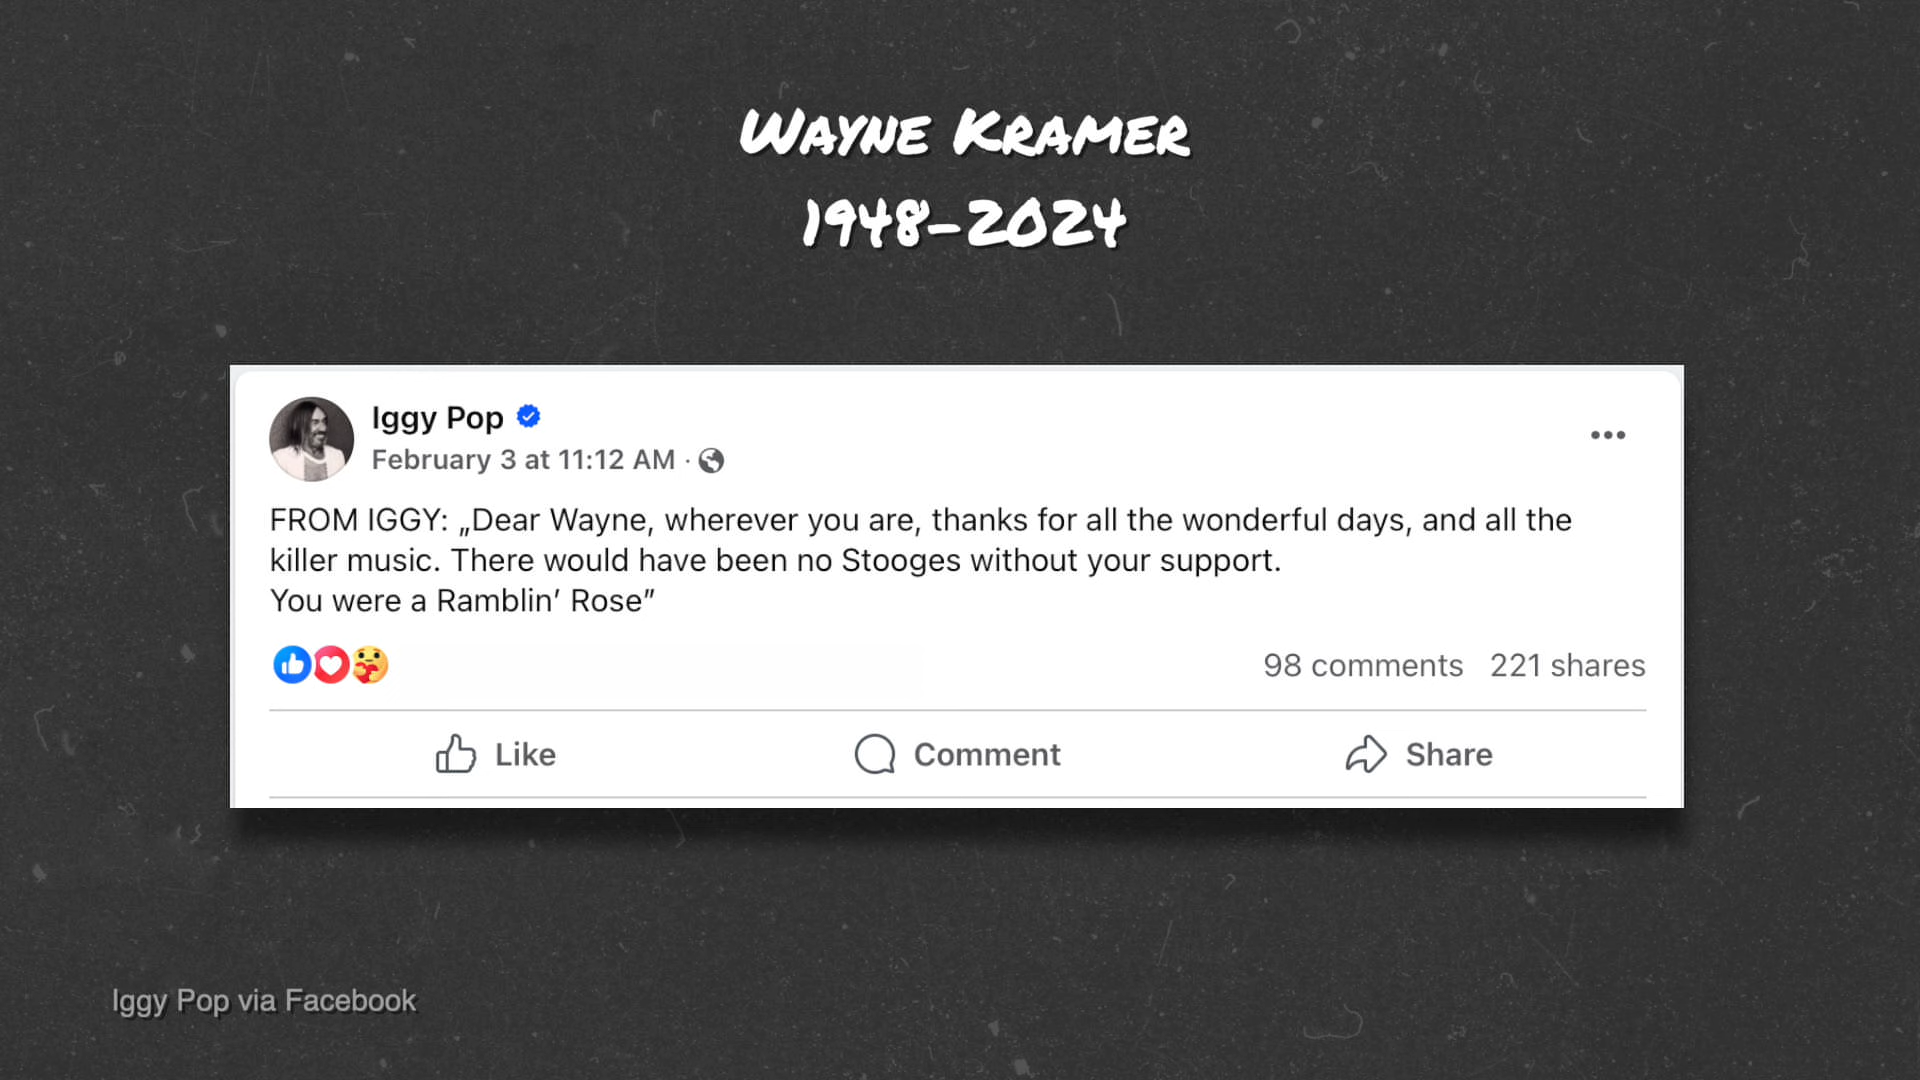 WAYNE KRAMER
1948-2024
Iggy Pop
February 3 at 11:12 AM ·
FROM IGGY: „Dear Wayne, wherever you are, thanks for all the wonderful days, and all the
killer music. There would have been no Stooges without your support.
You were a Ramblin’ Rose”
98 comments 221 shares
Like Comment Share
Iggy Pop via Facebook